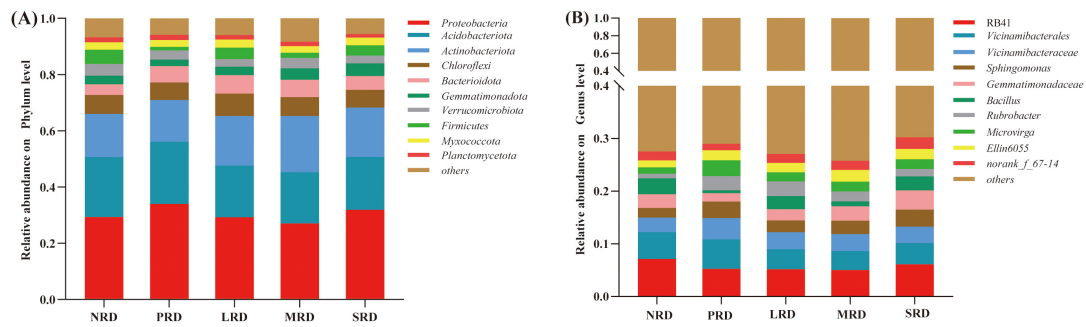 (A)
Relative abundance on Phylum level
1.0
0.8
0.6
0.4
0.2
0.0
NRD PRD LRD MRD SRD
Proteobacteria
Acidobacteriota
Actinobacteriota
Chloroflexi
Bacterioidota
Gemmatimonadota
Verrucomicrobiota
Firmicutes
Myxococcota
Planctomycetota
others
(B)
Relative abundance on Genus level
1.0
0.8
0.6
0.4
0.4
0.3
0.2
0.1
0.0
NRD PRD LRD MRD SRD
RB41
Vicinamibacterales
Vicinamibacteraceae
Sphingomonas
Gemmatimonadaceae
Bacillus
Rubrobacter
Microvirga
Ellin6055
norank_f_67-14
others